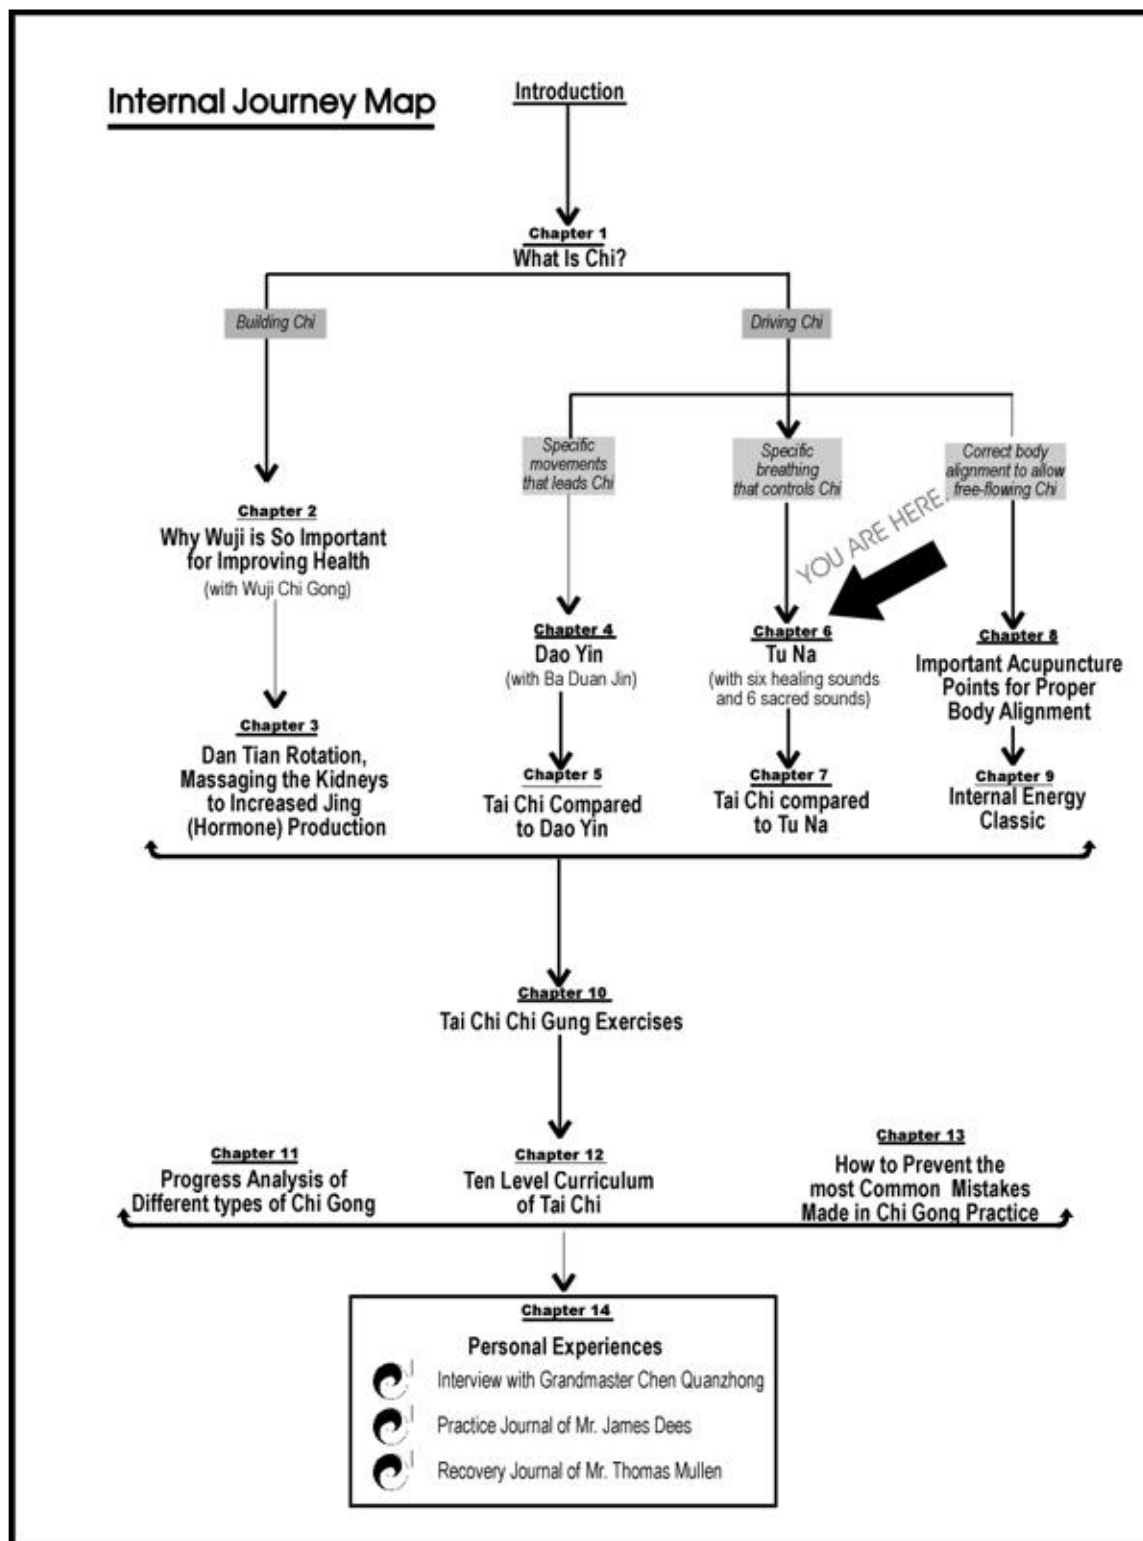 Internal Journey Map
Introduction
Chapter 1
What Is Chi?
Building Chi
Driving Chi
Specific
movements
that leads Chi
Specific
breathing
that controls Chi
Correct body
alignment to allow
free-flowing Chi
YOU ARE HERE.
Chapter 2
Why Wuji is So Important
for Improving Health
(with Wuji Chi Gong)
Chapter 3
Dan Tian Rotation,
Massaging the Kidneys
to Increased Jing
(Hormone) Production
Chapter 4
Dao Yin
(with Ba Duan Jin)
Chapter 5
Tai Chi Compared
to Dao Yin
Chapter 6
Tu Na
(with six healing sounds
and 6 sacred sounds)
Chapter 7
Tai Chi compared
to Tu Na
Chapter 8
Important Acupuncture
Points for Proper
Body Alignment
Chapter 9
Internal Energy
Classic
Chapter 10
Tai Chi Chi Gung Exercises
Chapter 11
Progress Analysis of
Different types of Chi Gong
Chapter 12
Ten Level Curriculum
of Tai Chi
Chapter 13
How to Prevent the
most Common Mistakes
Made in Chi Gong Practice
Chapter 14
Personal Experiences
Interview with Grandmaster Chen Quanzhong
Practice Journal of Mr. James Dees
Recovery Journal of Mr. Thomas Mullen